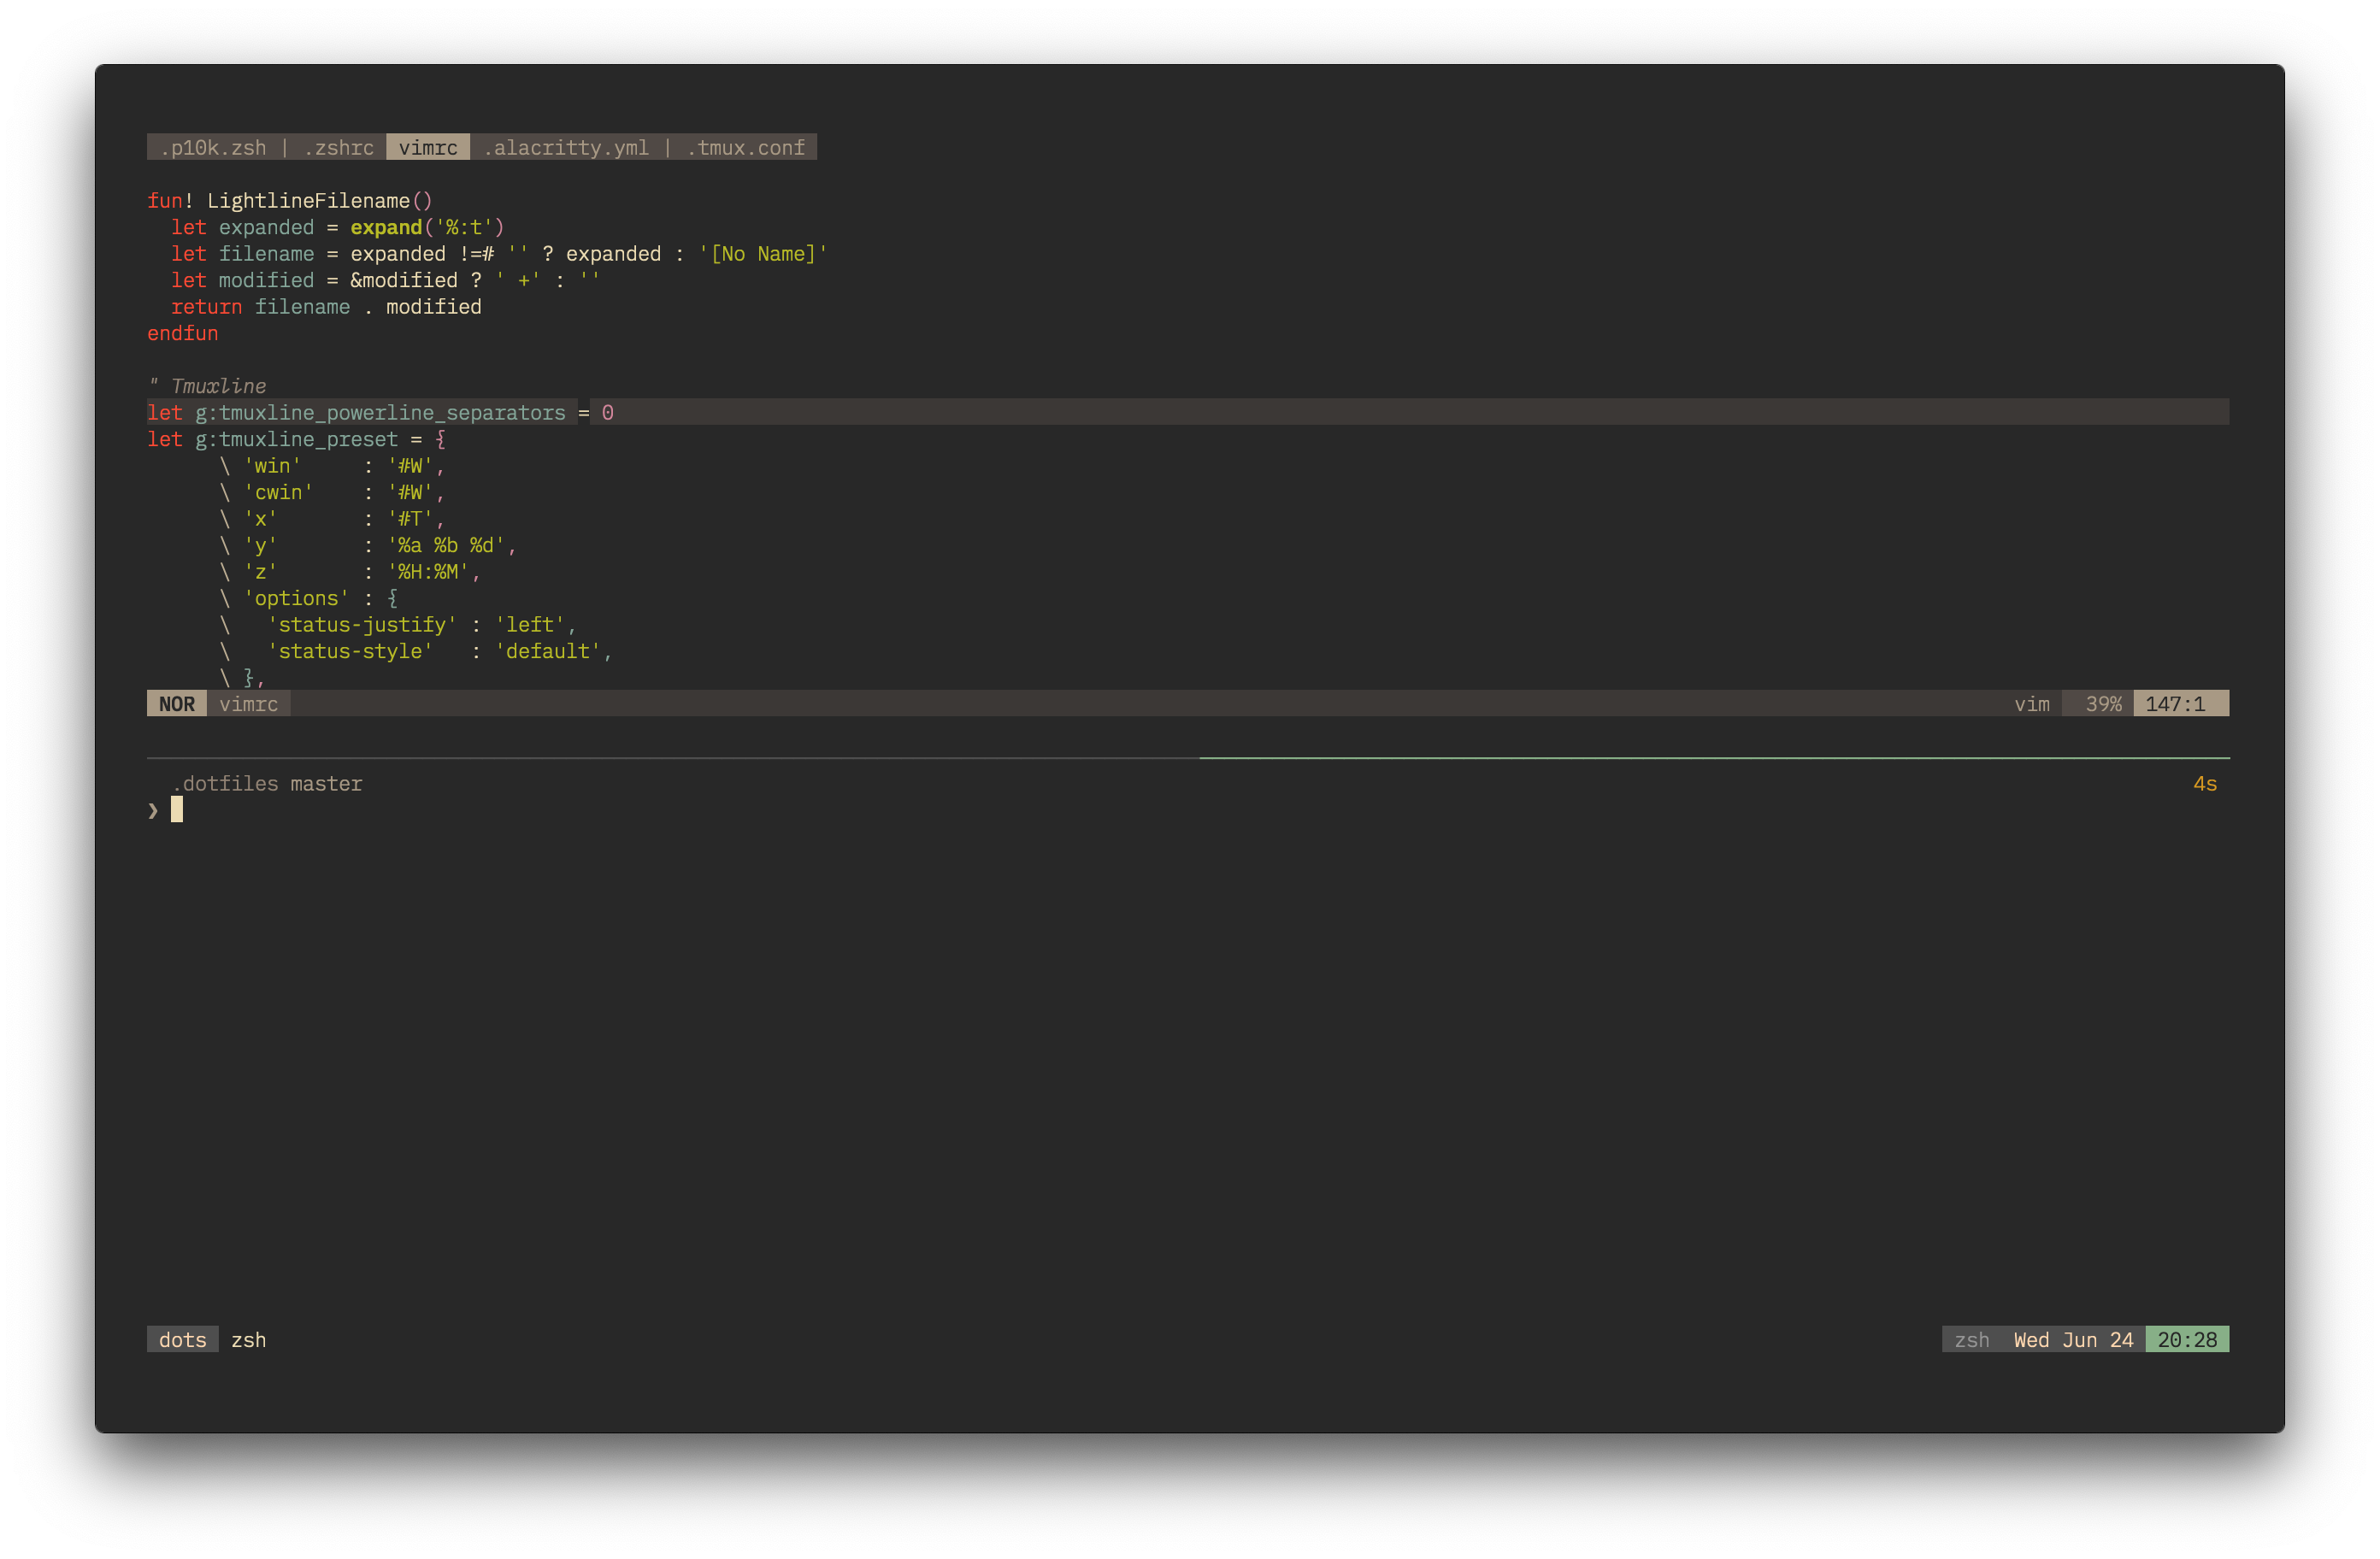 .p10k.zsh | .zshrc vimrc .alacritty.yml | .tmux.conf
fun! LightlineFilename()
  let expanded = expand('%:t')
  let filename = expanded !=# '' ? expanded : '[No Name]'
  let modified = &modified ? ' +' : ''
  return filename . modified
endfun
" Tmuxline
let g:tmuxline_powerline_separators = 0
let g:tmuxline_preset = {
      \ 'win'     : '#W',
      \ 'cwin'    : '#W',
      \ 'x'       : '#T',
      \ 'y'       : '%a %b %d',
      \ 'z'       : '%H:%M',
      \ 'options' : {
      \   'status-justify' : 'left',
      \   'status-style'   : 'default',
      \ },
NOR vimrc vim 39% 147:1
.dotfiles master 4s
❯
dots zsh zsh Wed Jun 24 20:28